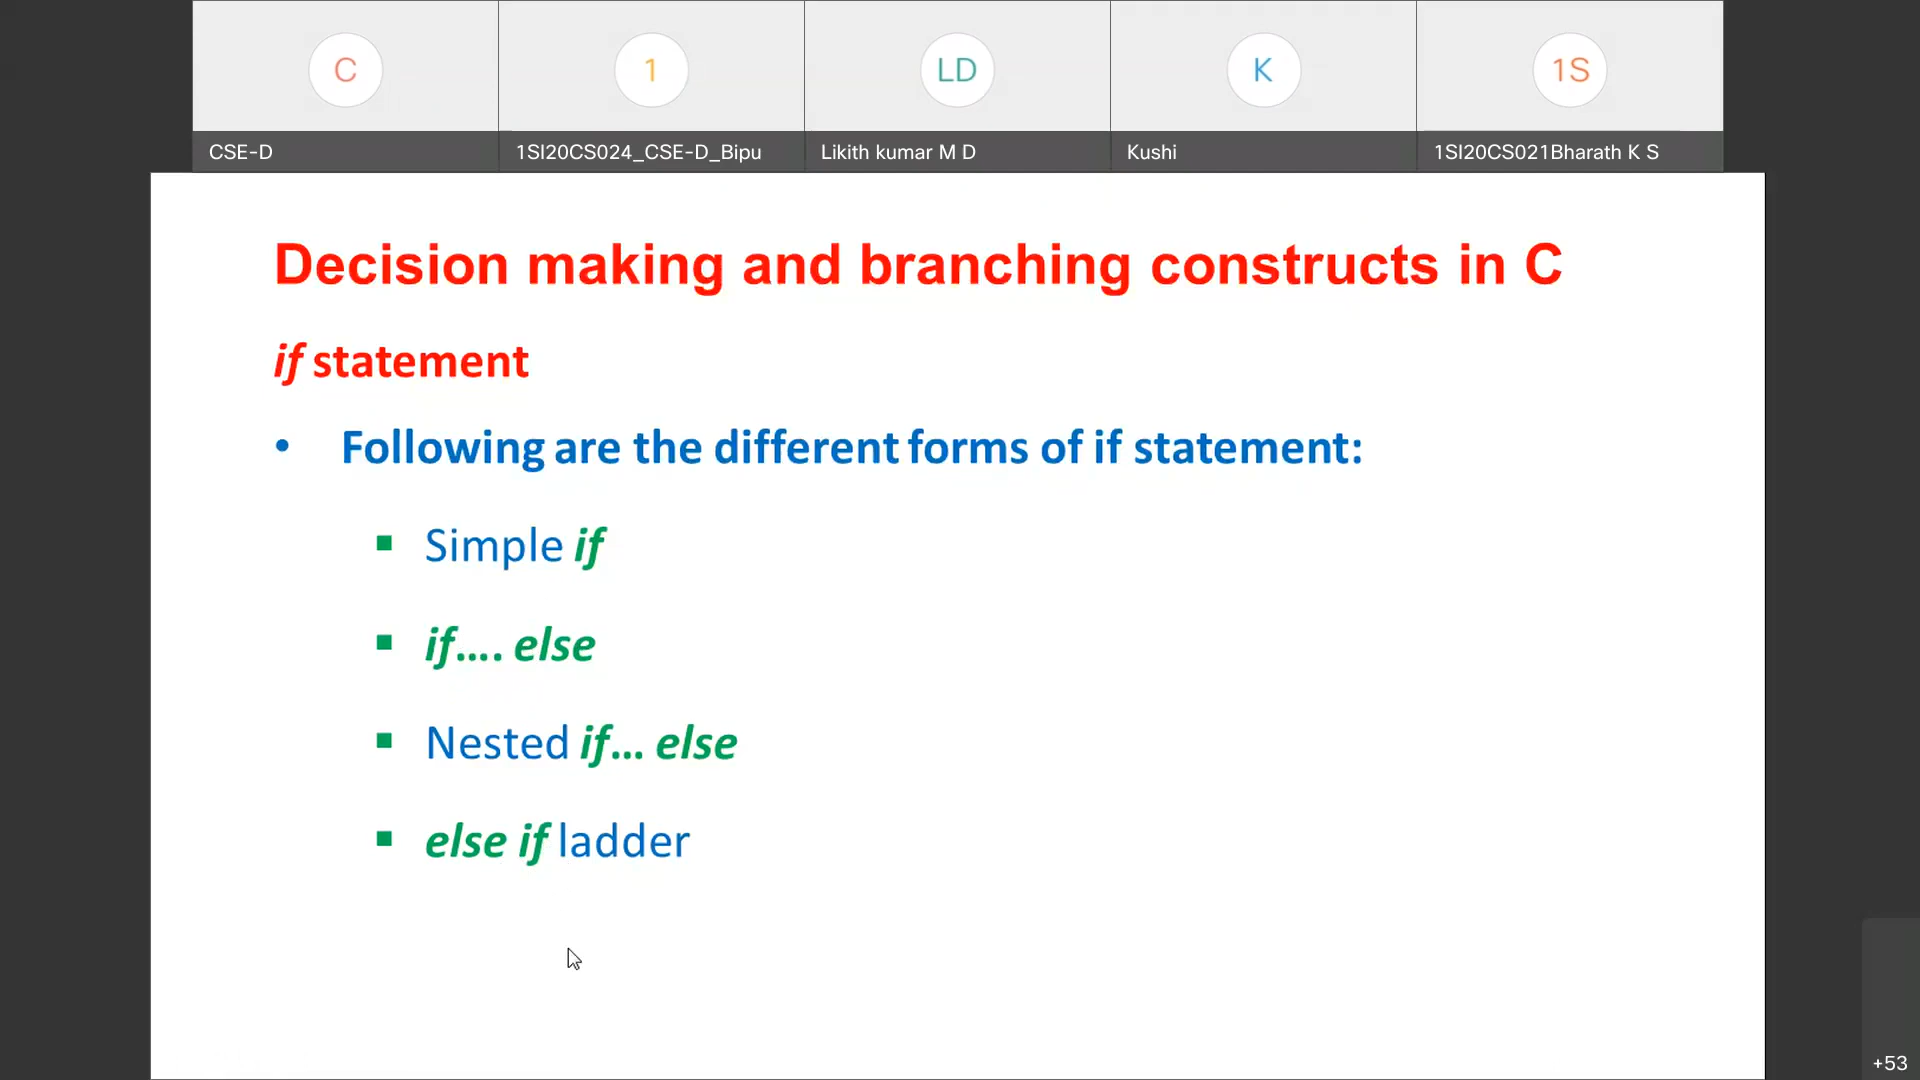 C
1
LD
K
1S
CSE-D
1SI20CS024_CSE-D_Bipu
Likith kumar M D
Kushi
1SI20CS021Bharath K S
Decision making and branching constructs in C
if statement
• Following are the different forms of if statement:
▪ Simple if
▪ if.... else
▪ Nested if... else
▪ else if ladder
+53